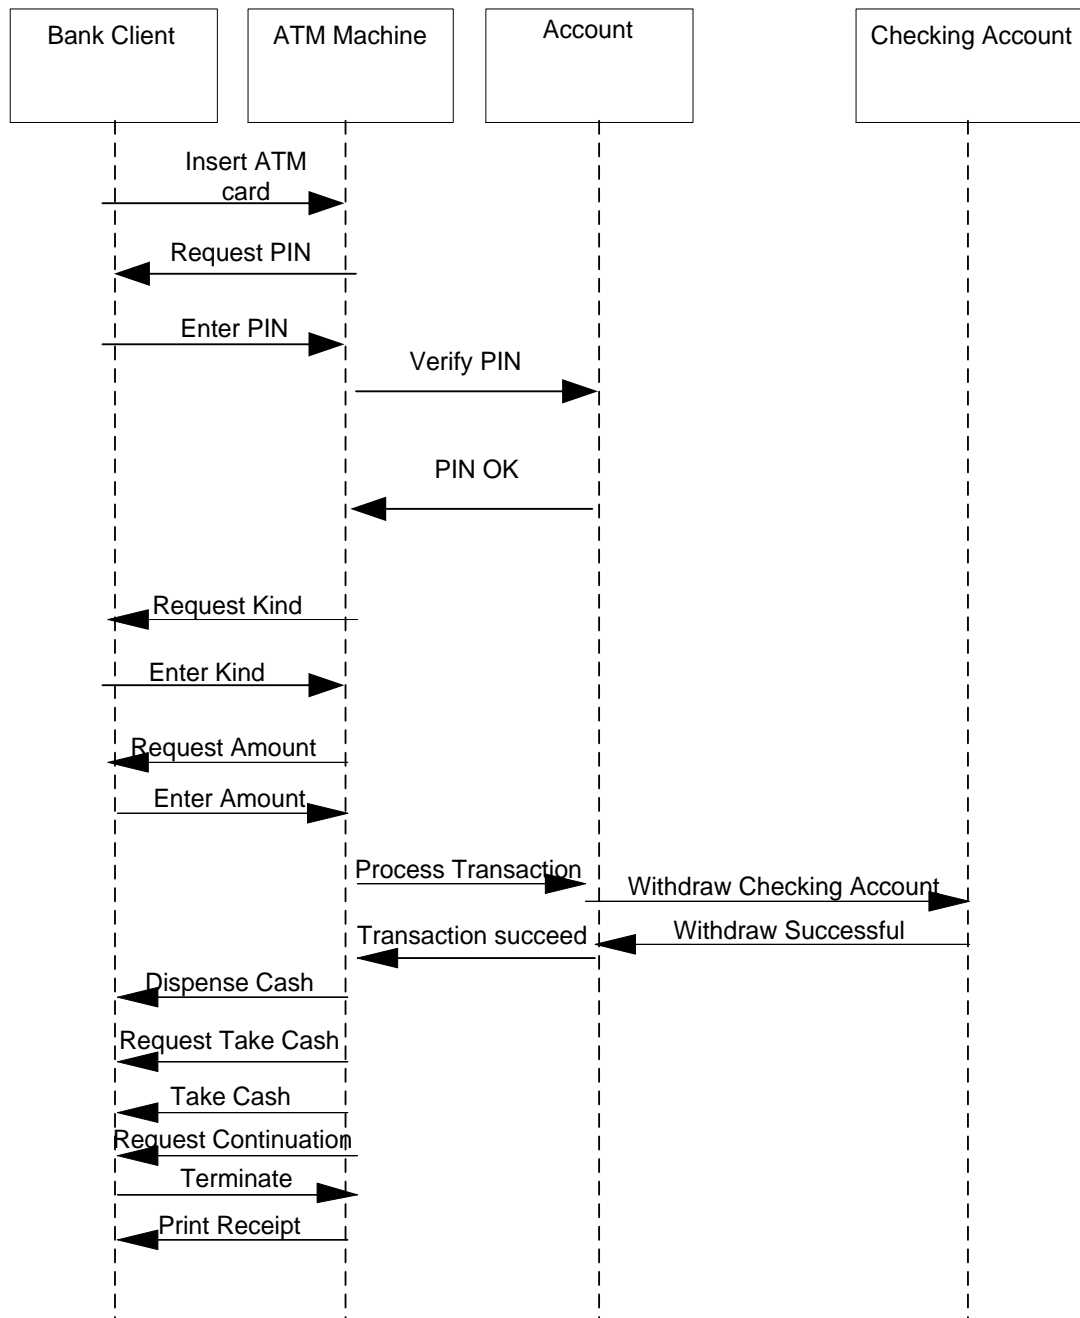 Bank Client
ATM Machine
Account
Checking Account
Insert ATM
card
Request PIN
Enter PIN
Verify PIN
PIN OK
Request Kind
Enter Kind
Request Amount
Enter Amount
Process Transaction
Withdraw Checking Account
Transaction succeed
Withdraw Successful
Dispense Cash
Request Take Cash
Take Cash
Request Continuation
Terminate
Print Receipt